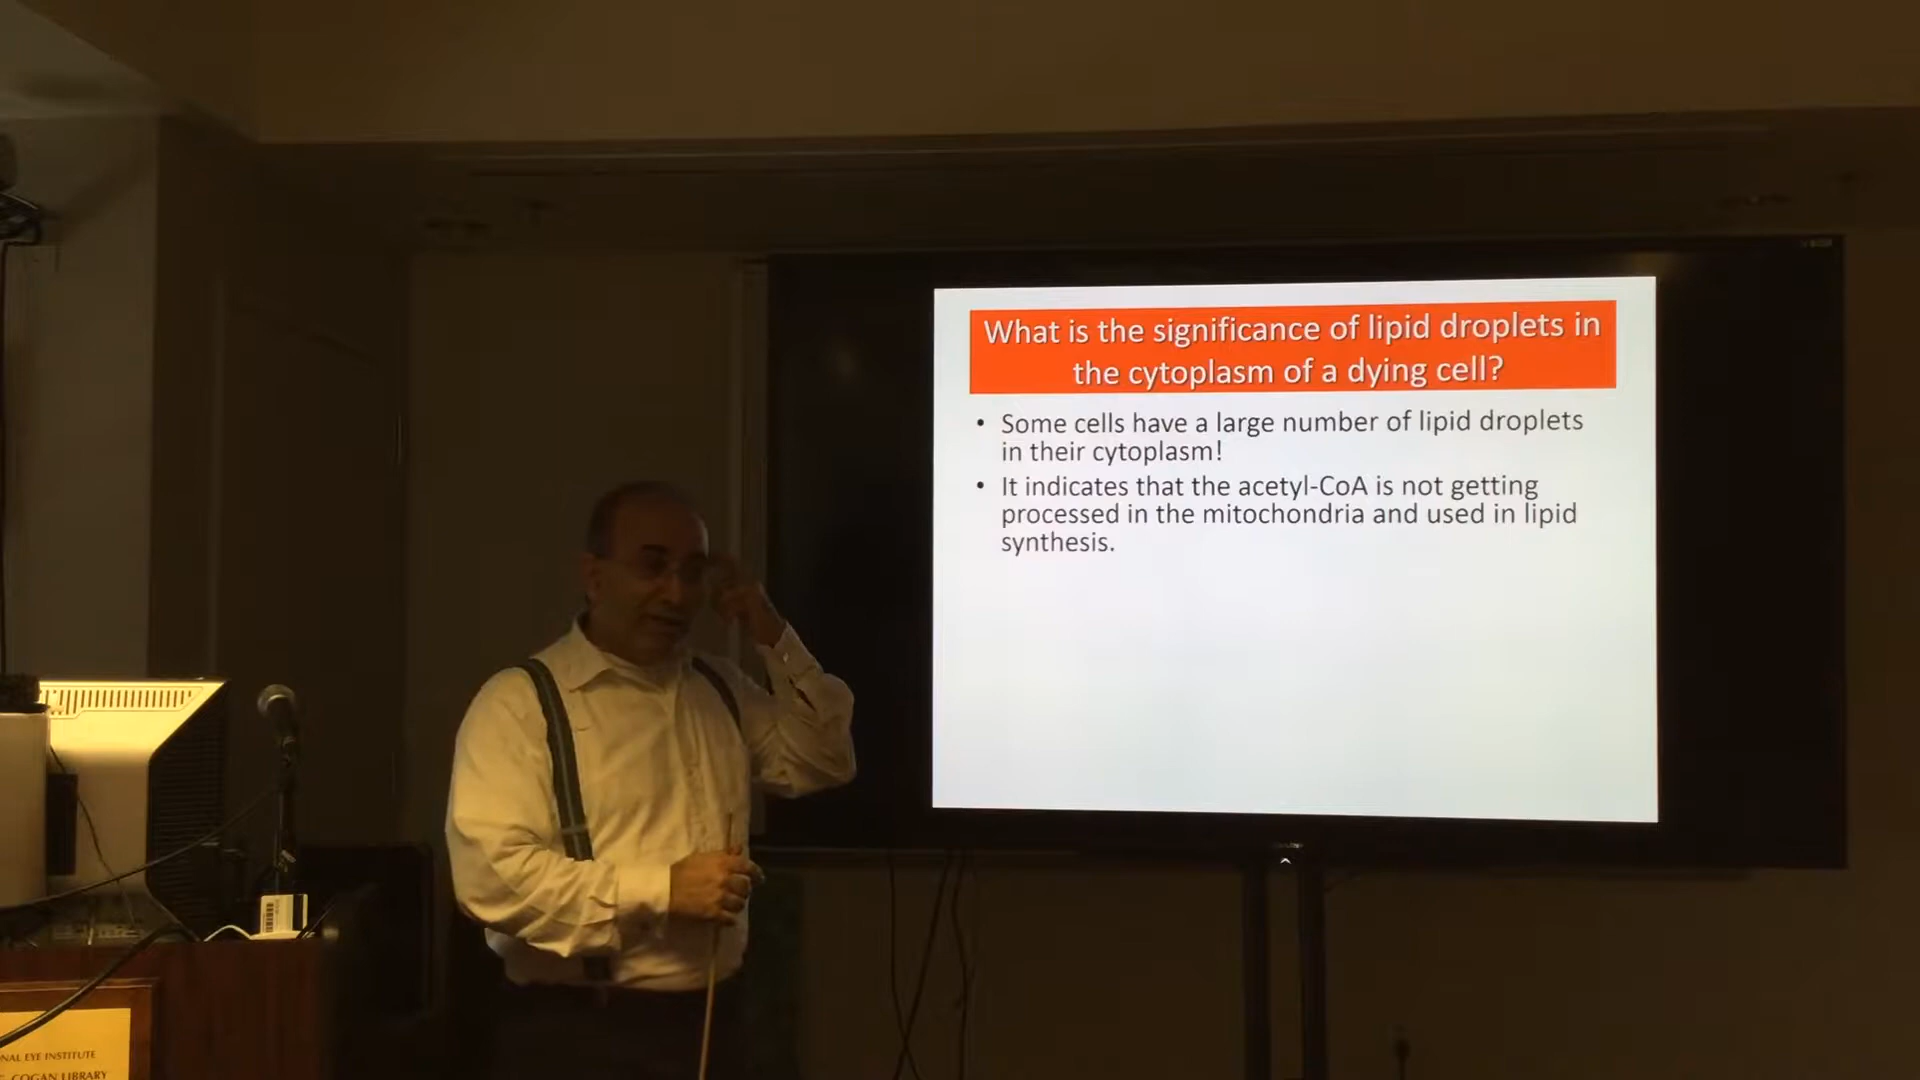 What is the significance of lipid droplets in
the cytoplasm of a dying cell?
• Some cells have a large number of lipid droplets
in their cytoplasm!
• It indicates that the acetyl-CoA is not getting
processed in the mitochondria and used in lipid
synthesis.
NAL EYE INSTITUTE
COGAN LIBRARY